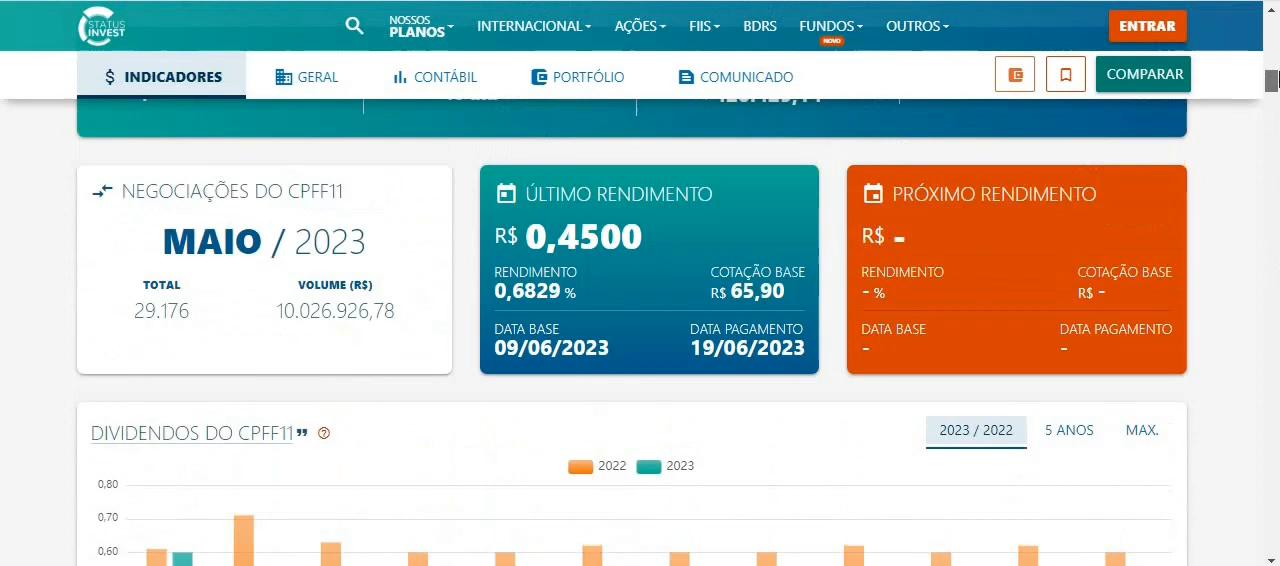 STATUS
INVEST
NOSSOS
PLANOS
INTERNACIONAL
AÇÕES
FIIS
BDRS
FUNDOS
NOVO
OUTROS
ENTRAR
$ INDICADORES
GERAL
CONTÁBIL
PORTFÓLIO
COMUNICADO
COMPARAR
NEGOCIAÇÕES DO CPFF11
MAIO / 2023
TOTAL
VOLUME (R$)
29.176
10.026.926,78
ÚLTIMO RENDIMENTO
R$ 0,4500
RENDIMENTO
COTAÇÃO BASE
0,6829 %
R$ 65,90
DATA BASE
DATA PAGAMENTO
09/06/2023
19/06/2023
PRÓXIMO RENDIMENTO
R$ -
RENDIMENTO
COTAÇÃO BASE
- %
R$ -
DATA BASE
DATA PAGAMENTO
-
-
DIVIDENDOS DO CPFF11
2023 / 2022
5 ANOS
MAX.
2022
2023
0,80
0,70
0,60